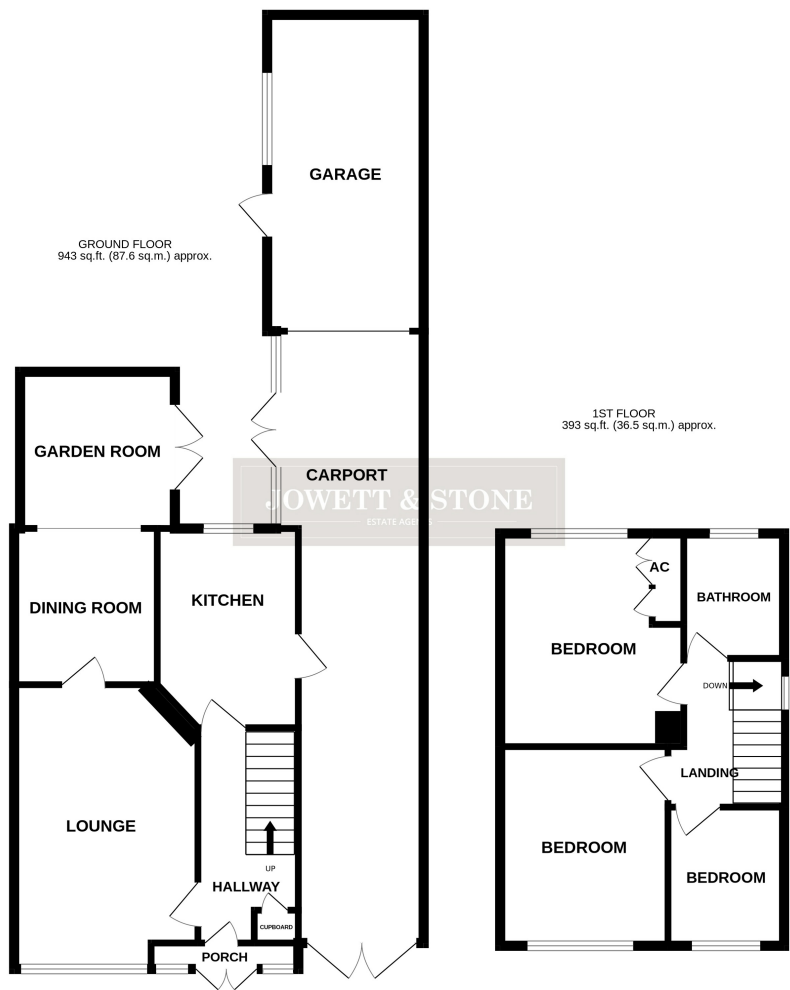 GARAGE
GROUND FLOOR
943 sq.ft. (87.6 sq.m.) approx.
1ST FLOOR
393 sq.ft. (36.5 sq.m.) approx.
GARDEN ROOM
CARPORT
JOWETT & STONE
ESTATE AGENTS
KITCHEN
DINING ROOM
AC
BATHROOM
BEDROOM
DOWN
LANDING
LOUNGE
UP
HALLWAY
CUPBOARD
PORCH
BEDROOM
BEDROOM